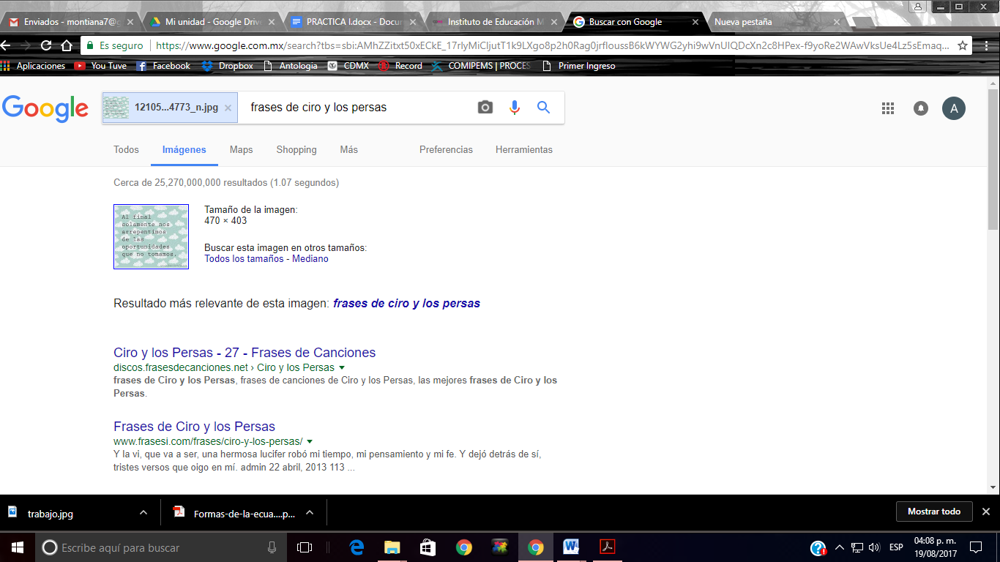 Enviados - montiana7@g
Mi unidad - Google Drive
PRACTICA I.docx - Docum
Instituto de Educación M
Buscar con Google
Nueva pestaña
Es seguro
https://www.google.com.mx/search?tbs=sbi:
Aplicaciones
You Tuve
Facebook
Dropbox
Antologia
CDMX
Record
COMIPEMS | PROCES
Primer Ingreso
Google
12105...4773_n.jpg
frases de ciro y los persas
A
Todos
Imágenes
Maps
Shopping
Más
Preferencias
Herramientas
Cerca de 25,270,000,000 resultados (1.07 segundos)
Al final
solamente nos
arrepentimos
de las
oportunidades
que no tomamos.
Tamaño de la imagen:
470 × 403
Buscar esta imagen en otros tamaños:
Todos los tamaños - Mediano
Resultado más relevante de esta imagen: frases de ciro y los persas
Ciro y los Persas - 27 - Frases de Canciones
discos.frasesdecanciones.net › Ciro y los Persas
frases de Ciro y los Persas, frases de canciones de Ciro y los Persas, las mejores frases de Ciro y los
Persas.
Frases de Ciro y los Persas
www.frasesi.com/frases/ciro-y-los-persas/
Y la vi, que va a ser, una hermosa lucifer robó mi tiempo, mi pensamiento y mi fe. Y dejó detrás de sí,
tristes versos que oigo en mí. admin 22 abril, 2013 113 ...
trabajo.jpg
Formas-de-la-ecua....p...
Mostrar todo
Escribe aquí para buscar
ESP
04:08 p. m.
19/08/2017